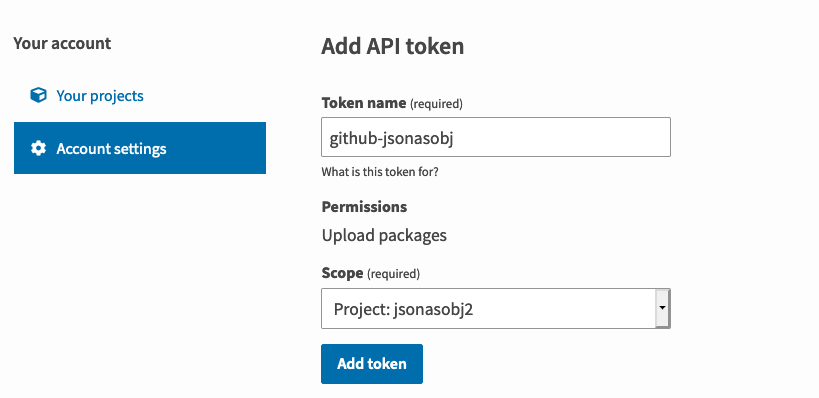 Your account
Your projects
Account settings
Add API token
Token name (required)
github-jsonasobj
What is this token for?
Permissions
Upload packages
Scope (required)
Project: jsonasobj2
Add token